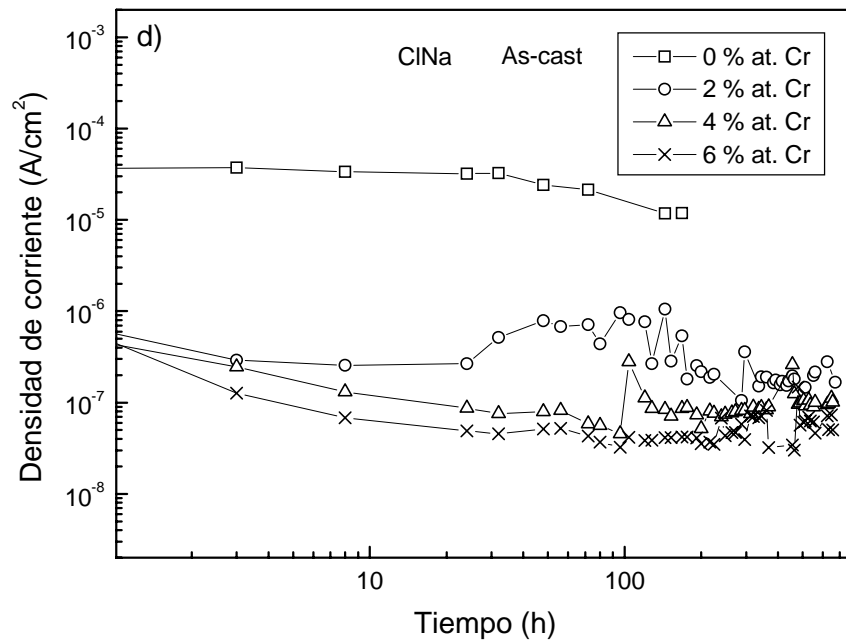 d)
ClNa As-cast
0 % at. Cr
2 % at. Cr
4 % at. Cr
6 % at. Cr
Densidad de corriente (A/cm²)
10⁻³
10⁻⁴
10⁻⁵
10⁻⁶
10⁻⁷
10⁻⁸
10 100
Tiempo (h)